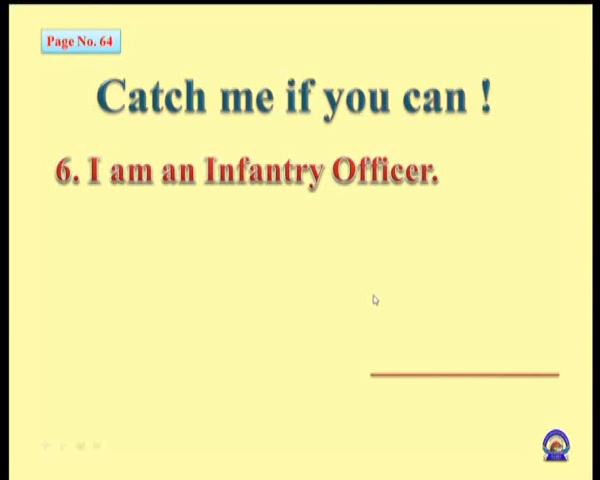 Page No. 64
Catch me if you can !
6. I am an Infantry Officer.